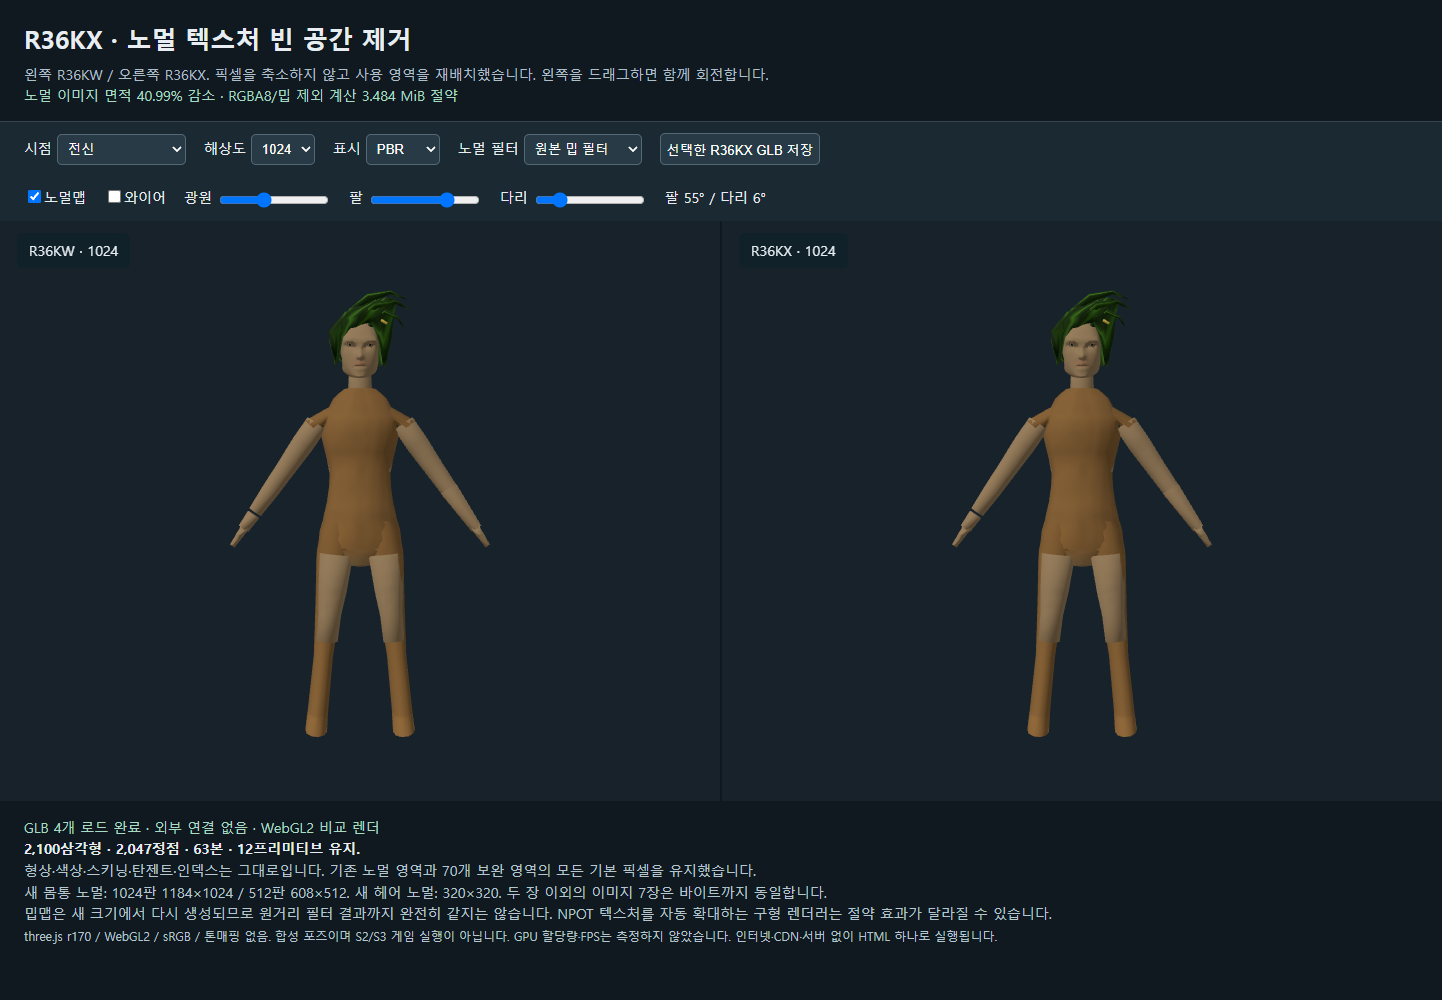 R36KX · 노멀 텍스처 빈 공간 제거
왼쪽 R36KW / 오른쪽 R36KX. 픽셀을 축소하지 않고 사용 영역을 재배치했습니다. 왼쪽을 드래그하면 함께 회전합니다.
노멀 이미지 면적 40.99% 감소 · RGBA8/밉 제외 계산 3.484 MiB 절약
시점 전신 해상도 1024 표시 PBR 노멀 필터 원본 밉 필터 선택한 R36KX GLB 저장
노멀맵 와이어 광원 팔 다리 팔 55° / 다리 6°
R36KW · 1024
R36KX · 1024
GLB 4개 로드 완료 · 외부 연결 없음 · WebGL2 비교 렌더
2,100삼각형 · 2,047정점 · 63본 · 12프리미티브 유지.
형상·색상·스키닝·탄젠트·인덱스는 그대로입니다. 기존 노멀 영역과 70개 보완 영역의 모든 기본 픽셀을 유지했습니다.
새 몸통 노멀: 1024판 1184×1024 / 512판 608×512. 새 헤어 노멀: 320×320. 두 장 이외의 이미지 7장은 바이트까지 동일합니다.
밉맵은 새 크기에서 다시 생성되므로 원거리 필터 결과까지 완전히 같지는 않습니다. NPOT 텍스처를 자동 확대하는 구형 렌더러는 절약 효과가 달라질 수 있습니다.
three.js r170 / WebGL2 / sRGB / 톤매핑 없음. 합성 포즈이며 S2/S3 게임 실행이 아닙니다. GPU 할당량·FPS는 측정하지 않았습니다. 인터넷·CDN·서버 없이 HTML 하나로 실행됩니다.